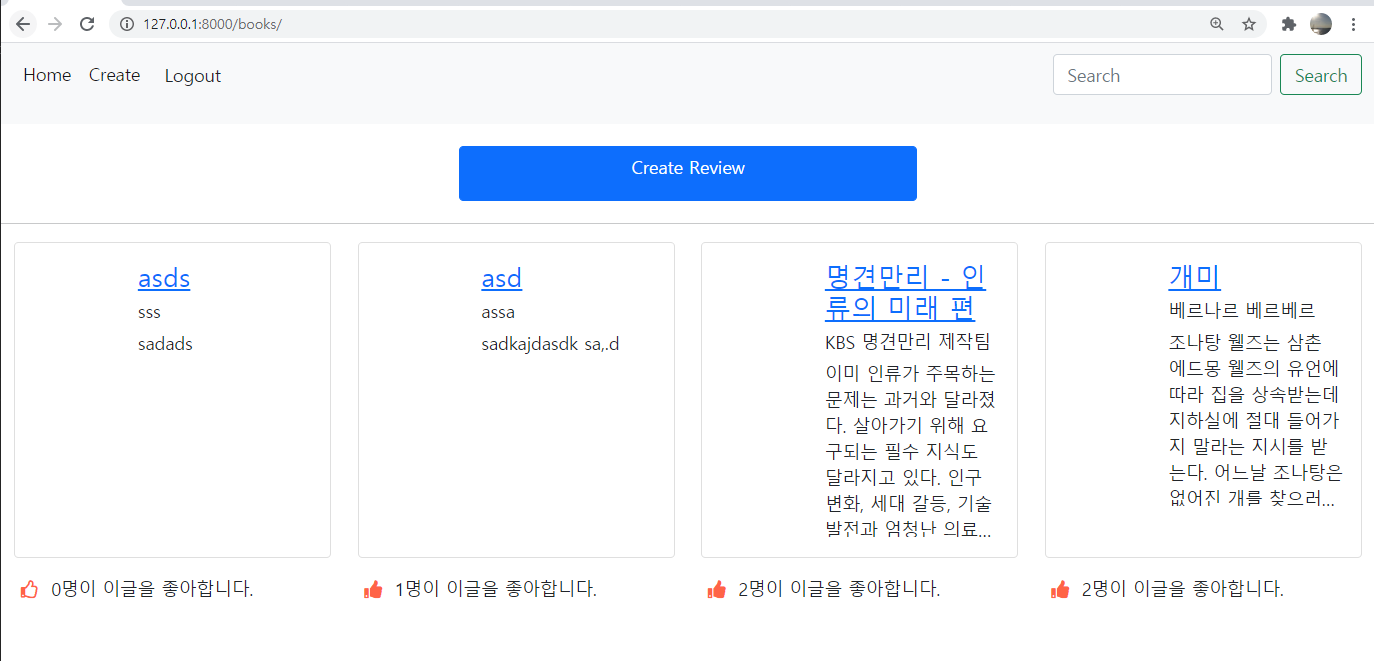 127.0.0.1:8000/books/
Home Create Logout Search Search
Create Review
asds
sss
sadads
asd
assa
sadkajdasdk sa,.d
명견만리 - 인
류의 미래 편
KBS 명견만리 제작팀
이미 인류가 주목하는
문제는 과거와 달라졌
다. 살아가기 위해 요
구되는 필수 지식도
달라지고 있다. 인구
변화, 세대 갈등, 기술
발전과 엄청난 의료...
개미
베르나르 베르베르
조나탕 웰즈는 삼촌
에드몽 웰즈의 유언에
따라 집을 상속받는데
지하실에 절대 들어가
지 말라는 지시를 받
는다. 어느날 조나탕은
없어진 개를 찾으러...
0명이 이글을 좋아합니다.
1명이 이글을 좋아합니다.
2명이 이글을 좋아합니다.
2명이 이글을 좋아합니다.